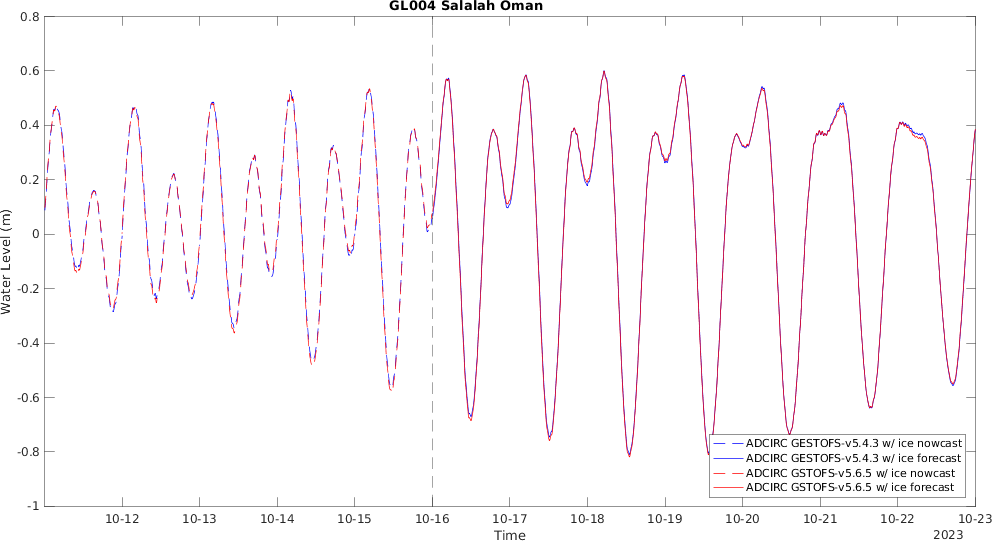 GL004 Salalah Oman
0.8
0.6
0.4
0.2
0
-0.2
-0.4
-0.6
-0.8
-1
Water Level (m)
ADCIRC GESTOFS-v5.4.3 w/ ice nowcast
ADCIRC GESTOFS-v5.4.3 w/ ice forecast
ADCIRC GSTOFS-v5.6.5 w/ ice nowcast
ADCIRC GSTOFS-v5.6.5 w/ ice forecast
10-12 10-13 10-14 10-15 10-16 10-17 10-18 10-19 10-20 10-21 10-22 10-23
Time
2023